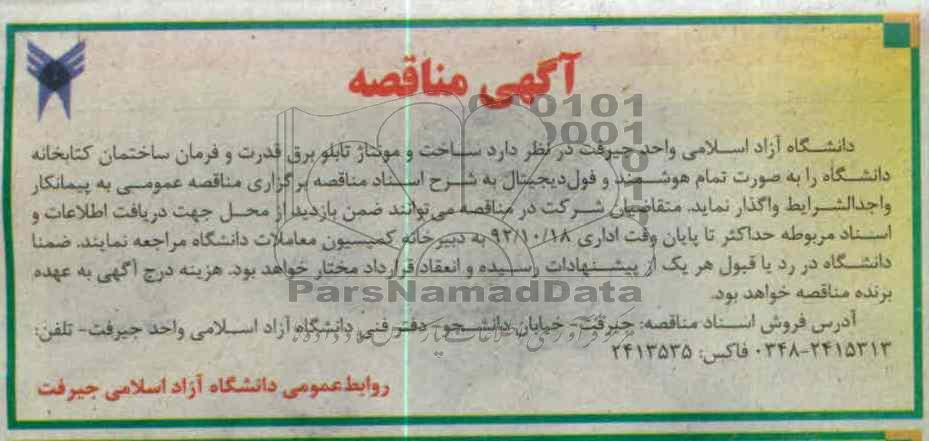 آگهی مناقصه
دانشگاه آزاد اسلامی واحد جیرفت در نظر دارد ساخت و مونتاژ تابلو برق قدرت و فرمان ساختمان کتابخانه
دانشگاه را به صورت تمام هوشمند و فول‌دیجیتال به شرح اسناد مناقصه برگزاری مناقصه عمومی به پیمانکار
واجدالشرایط واگذار نماید. متقاضیان شرکت در مناقصه می‌توانند ضمن بازدید از محل جهت دریافت اطلاعات و
اسناد مربوطه حداکثر تا پایان وقت اداری ۹۲/۱۰/۱۸ به دبیرخانه کمیسیون معاملات دانشگاه مراجعه نمایند. ضمنا
دانشگاه در رد یا قبول هر یک از پیشنهادات رسیده و انعقاد قرارداد مختار خواهد بود. هزینه درج آگهی به عهده
برنده مناقصه خواهد بود.
آدرس فروش اسناد مناقصه: جیرفت- خیابان دانشجو- دفتر فنی دانشگاه آزاد اسلامی واحد جیرفت- تلفن:
۰۳۴۸-۲۴۱۵۳۱۳ فاکس: ۲۴۱۳۵۳۵
روابط عمومی دانشگاه آزاد اسلامی جیرفت
ParsNamadData